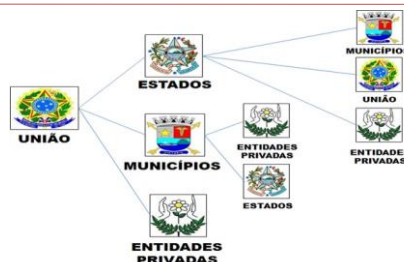 UNIÃO
ESTADOS
MUNICÍPIOS
ENTIDADES
PRIVADAS
ENTIDADES
PRIVADAS
ESTADOS
MUNICÍPIOS
UNIÃO
ENTIDADES
PRIVADAS